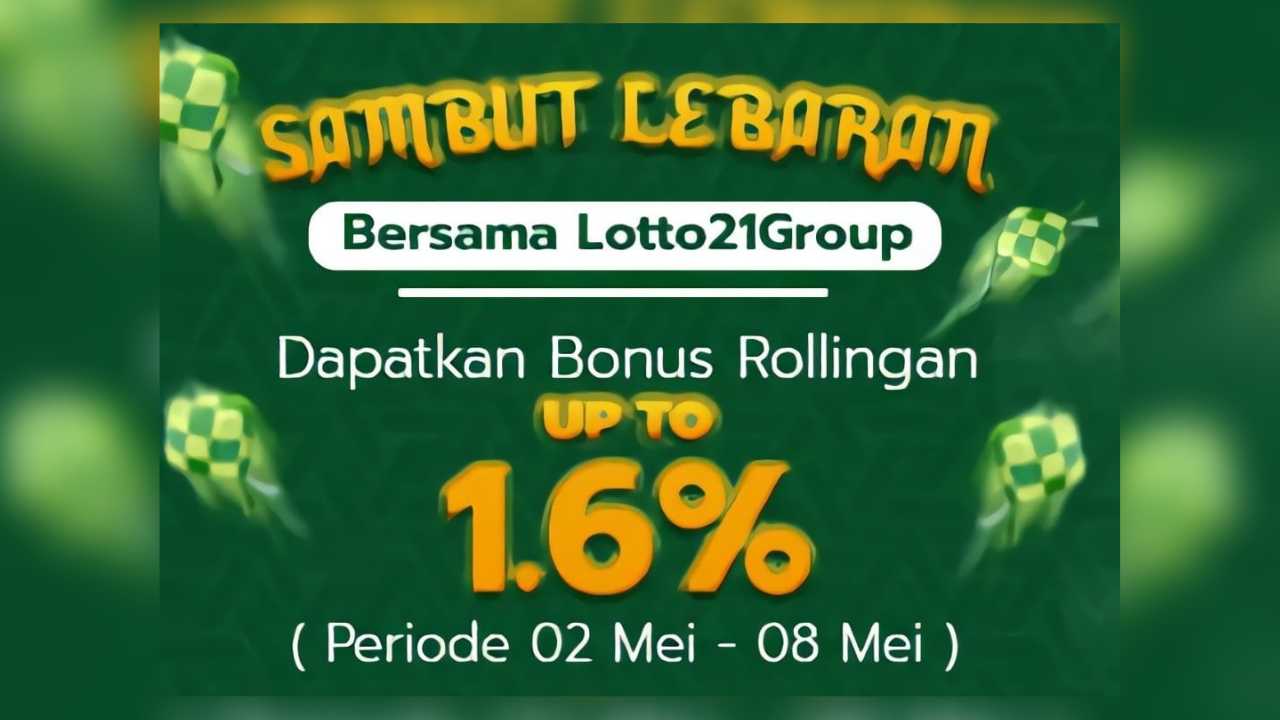 SAMBUT LEBARAN
Bersama Lotto21Group
Dapatkan Bonus Rollingan
UP TO
1.6%
( Periode 02 Mei - 08 Mei )